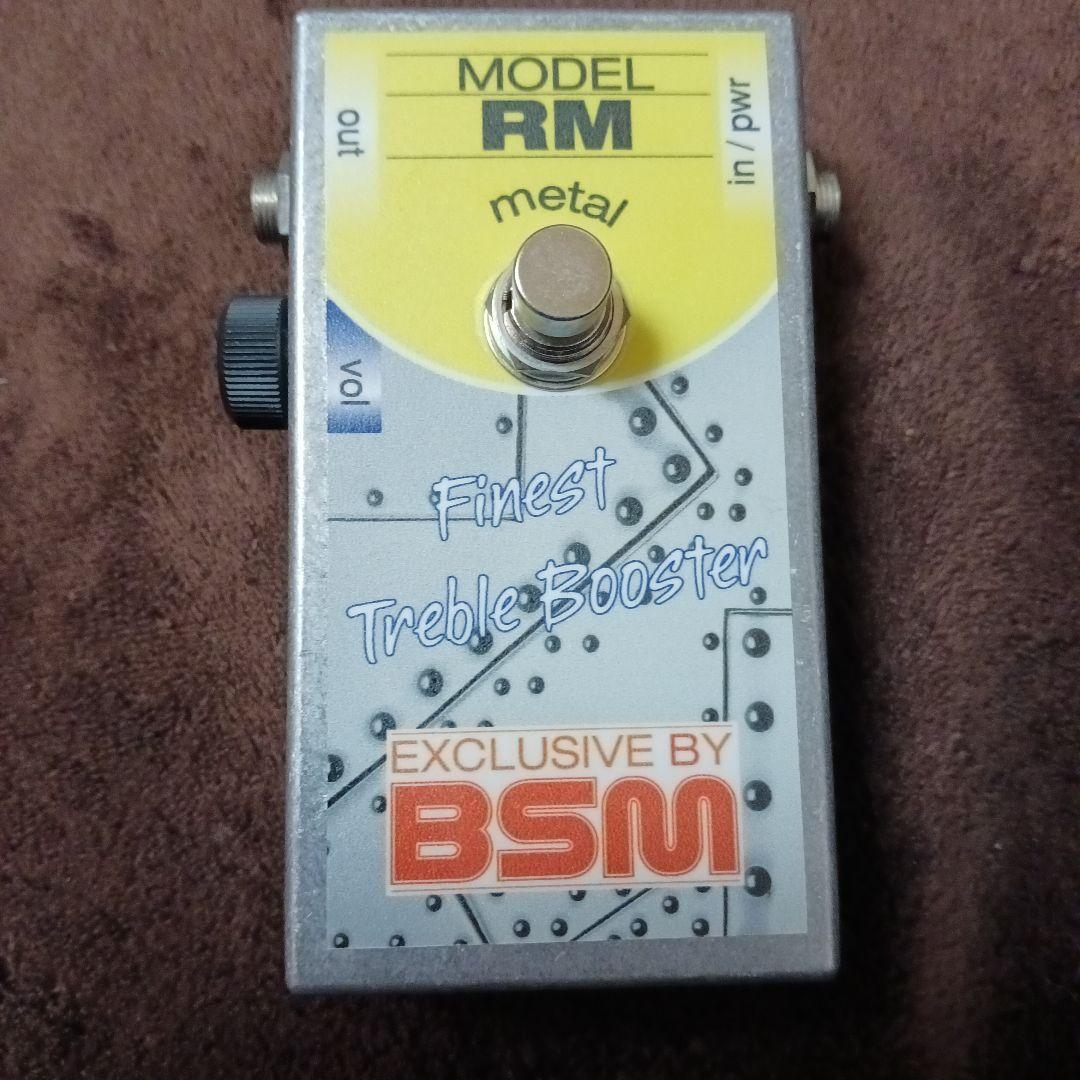 MODEL
RM
out
in / pwr
metal
vol
Finest
Treble Booster
EXCLUSIVE BY
BSM